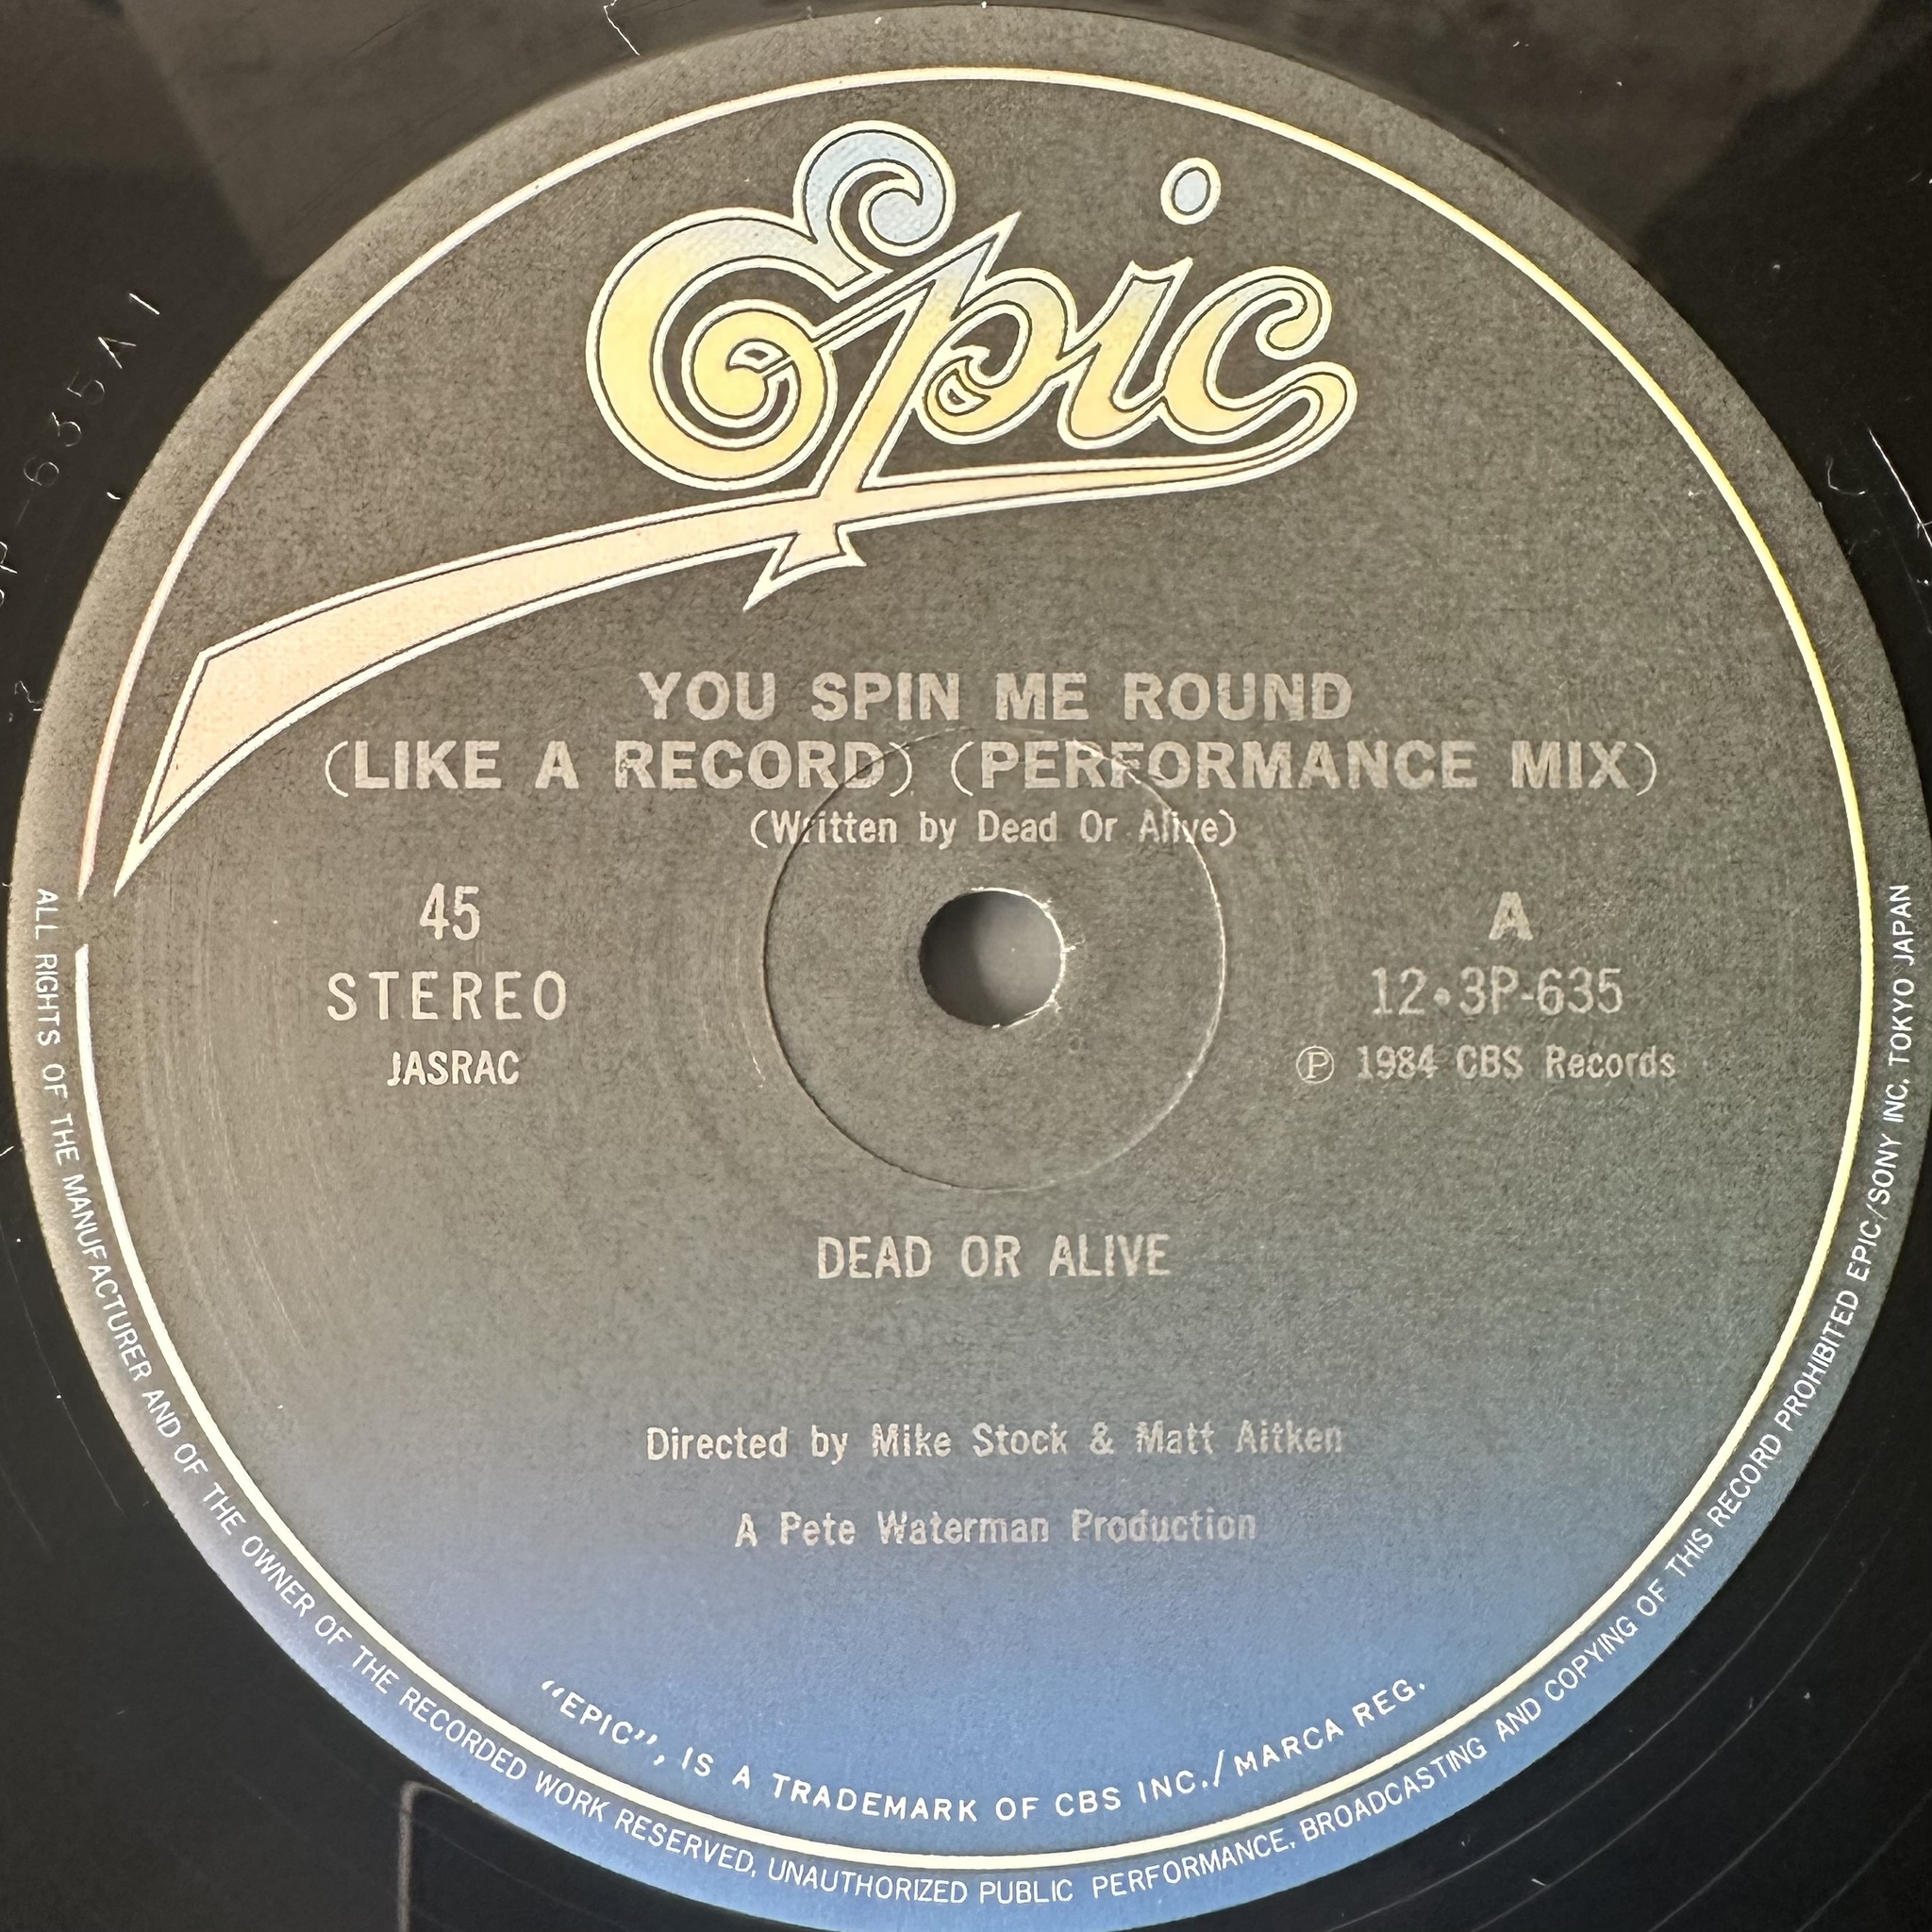 Epic
YOU SPIN ME ROUND
(LIKE A RECORD) (PERFORMANCE MIX)
(Written by Dead Or Alive)
45
STEREO
JASRAC
A
12•3P-635
Ⓟ 1984 CBS Records
DEAD OR ALIVE
Directed by Mike Stock & Matt Aitken
A Pete Waterman Production
"EPIC", IS A TRADEMARK OF CBS INC./MARCA REG.
ALL RIGHTS OF THE MANUFACTURER AND OF THE OWNER OF THE RECORDED WORK RESERVED, UNAUTHORIZED PUBLIC PERFORMANCE, BROADCASTING AND COPYING OF THIS RECORD PROHIBITED EPIC/SONY INC, TOKYO JAPAN